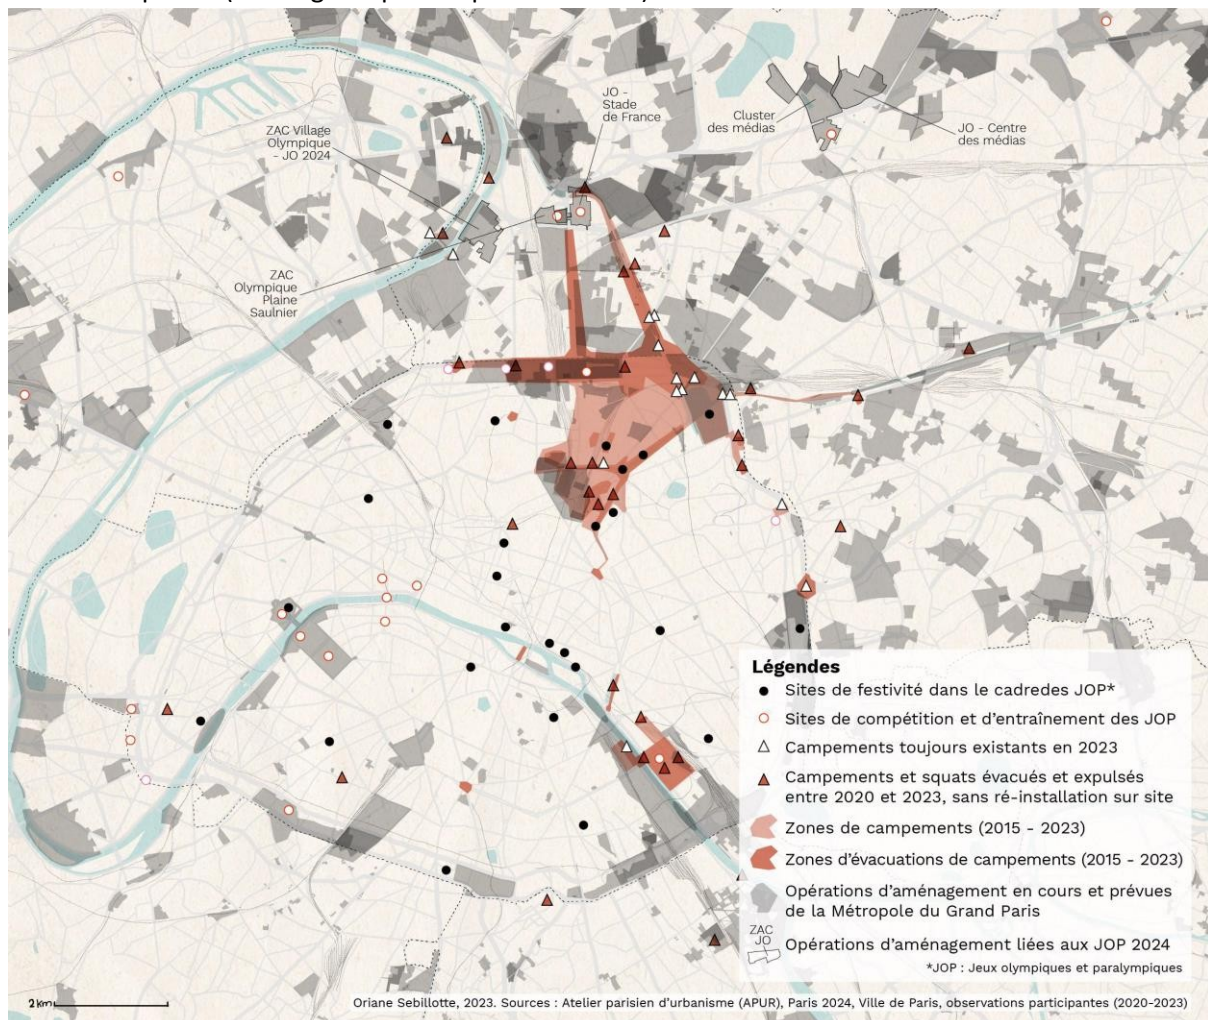 JO -
Stade
de France
ZAC Village
Olympique
- JO 2024
Cluster
des médias
JO - Centre
des médias
ZAC
Olympique
Plaine
Saulnier
Légendes
Sites de festivité dans le cadredes JOP*
Sites de compétition et d'entraînement des JOP
Campements toujours existants en 2023
Campements et squats évacués et expulsés
entre 2020 et 2023, sans ré-installation sur site
Zones de campements (2015 - 2023)
Zones d'évacuations de campements (2015 - 2023)
Opérations d'aménagement en cours et prévues
de la Métropole du Grand Paris
ZAC
JO
Opérations d'aménagement liées aux JOP 2024
*JOP : Jeux olympiques et paralympiques
2km
Oriane Sebillotte, 2023. Sources : Atelier parisien d'urbanisme (APUR), Paris 2024, Ville de Paris, observations participantes (2020-2023)